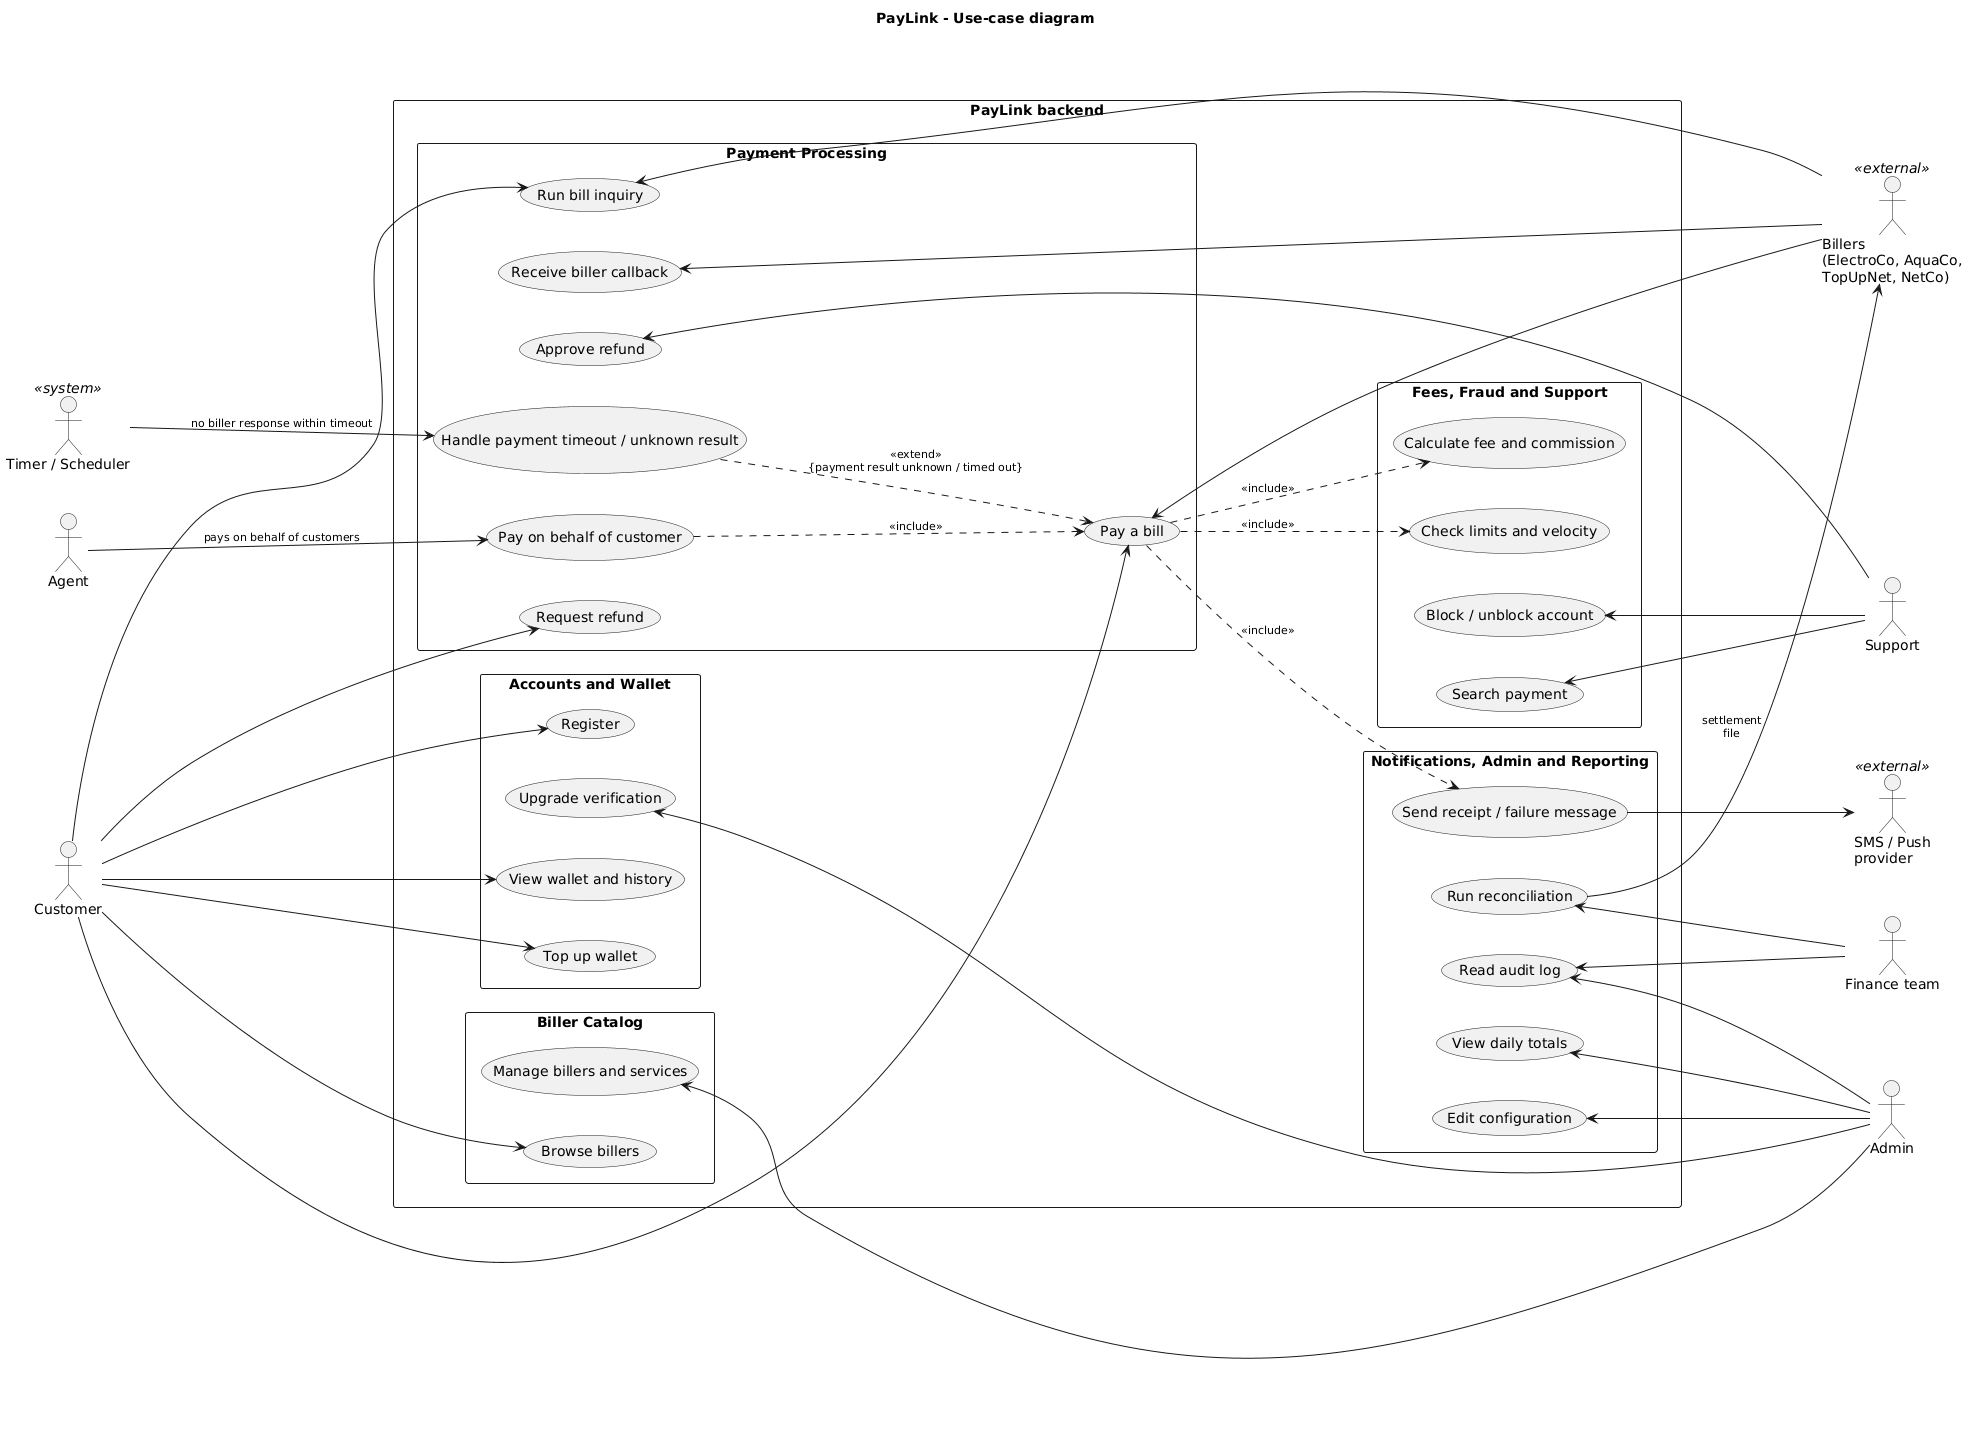 PayLink - Use-case diagram
PayLink backend
Payment Processing
Run bill inquiry
Receive biller callback
Approve refund
Handle payment timeout / unknown result
Pay on behalf of customer
Request refund
Pay a bill
«system»
Timer / Scheduler
no biller response within timeout
Agent
pays on behalf of customers
Customer
«extend»
{payment result unknown / timed out}
«include»
«include»
«include»
«include»
Accounts and Wallet
Register
Upgrade verification
View wallet and history
Top up wallet
Biller Catalog
Manage billers and services
Browse billers
Fees, Fraud and Support
Calculate fee and commission
Check limits and velocity
Block / unblock account
Search payment
Notifications, Admin and Reporting
Send receipt / failure message
Run reconciliation
Read audit log
View daily totals
Edit configuration
«external»
Billers
(ElectroCo, AquaCo,
TopUpNet, NetCo)
Support
settlement
file
«external»
SMS / Push
provider
Finance team
Admin